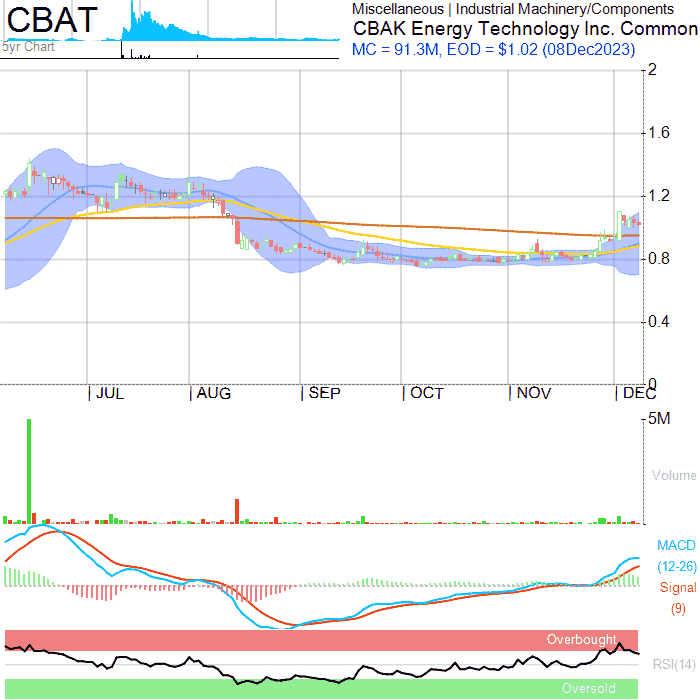 CBAT
5yr Chart
Miscellaneous | Industrial Machinery/Components
CBAK Energy Technology Inc. Common
MC = 91.3M, EOD = $1.02 (08Dec2023)
2
1.6
1.2
0.8
0.4
0
JUL AUG SEP OCT NOV DEC
5M
Volume
MACD
(12-26)
Signal
(9)
Overbought
RSI(14)
Oversold